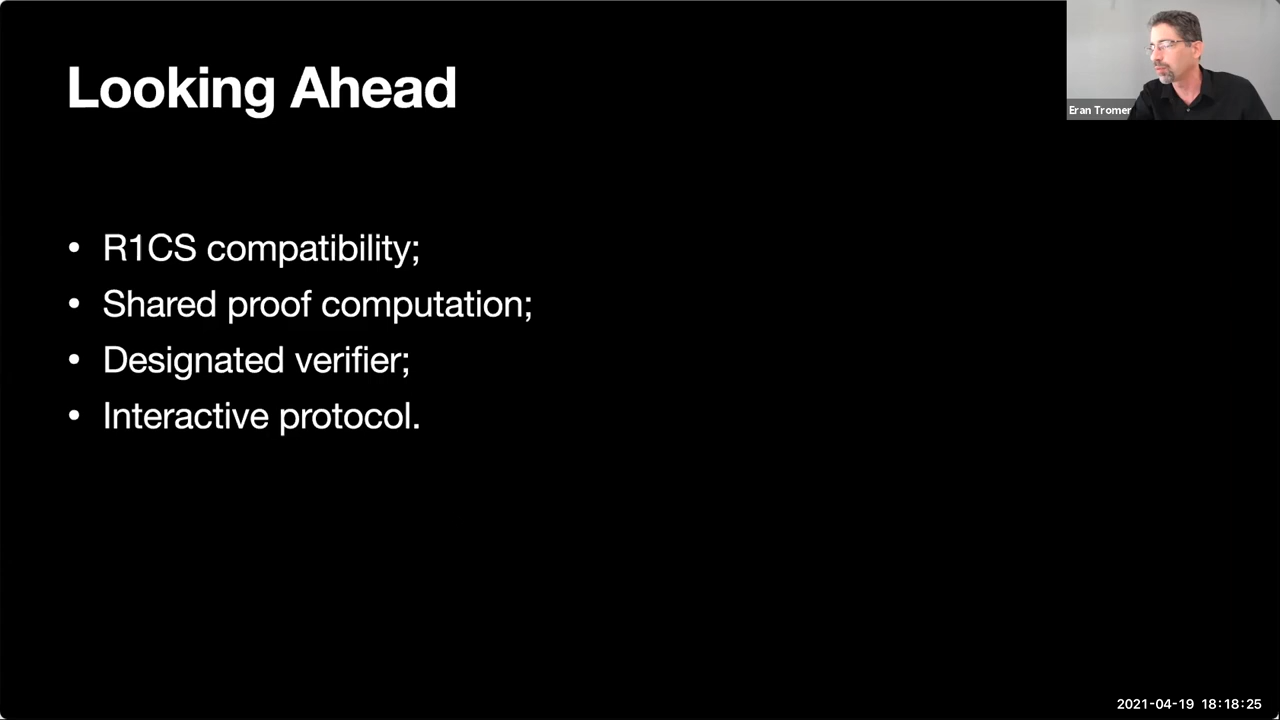 Looking Ahead
Eran Tromer
• R1CS compatibility;
• Shared proof computation;
• Designated verifier;
• Interactive protocol.
2021-04-19 18:18:25